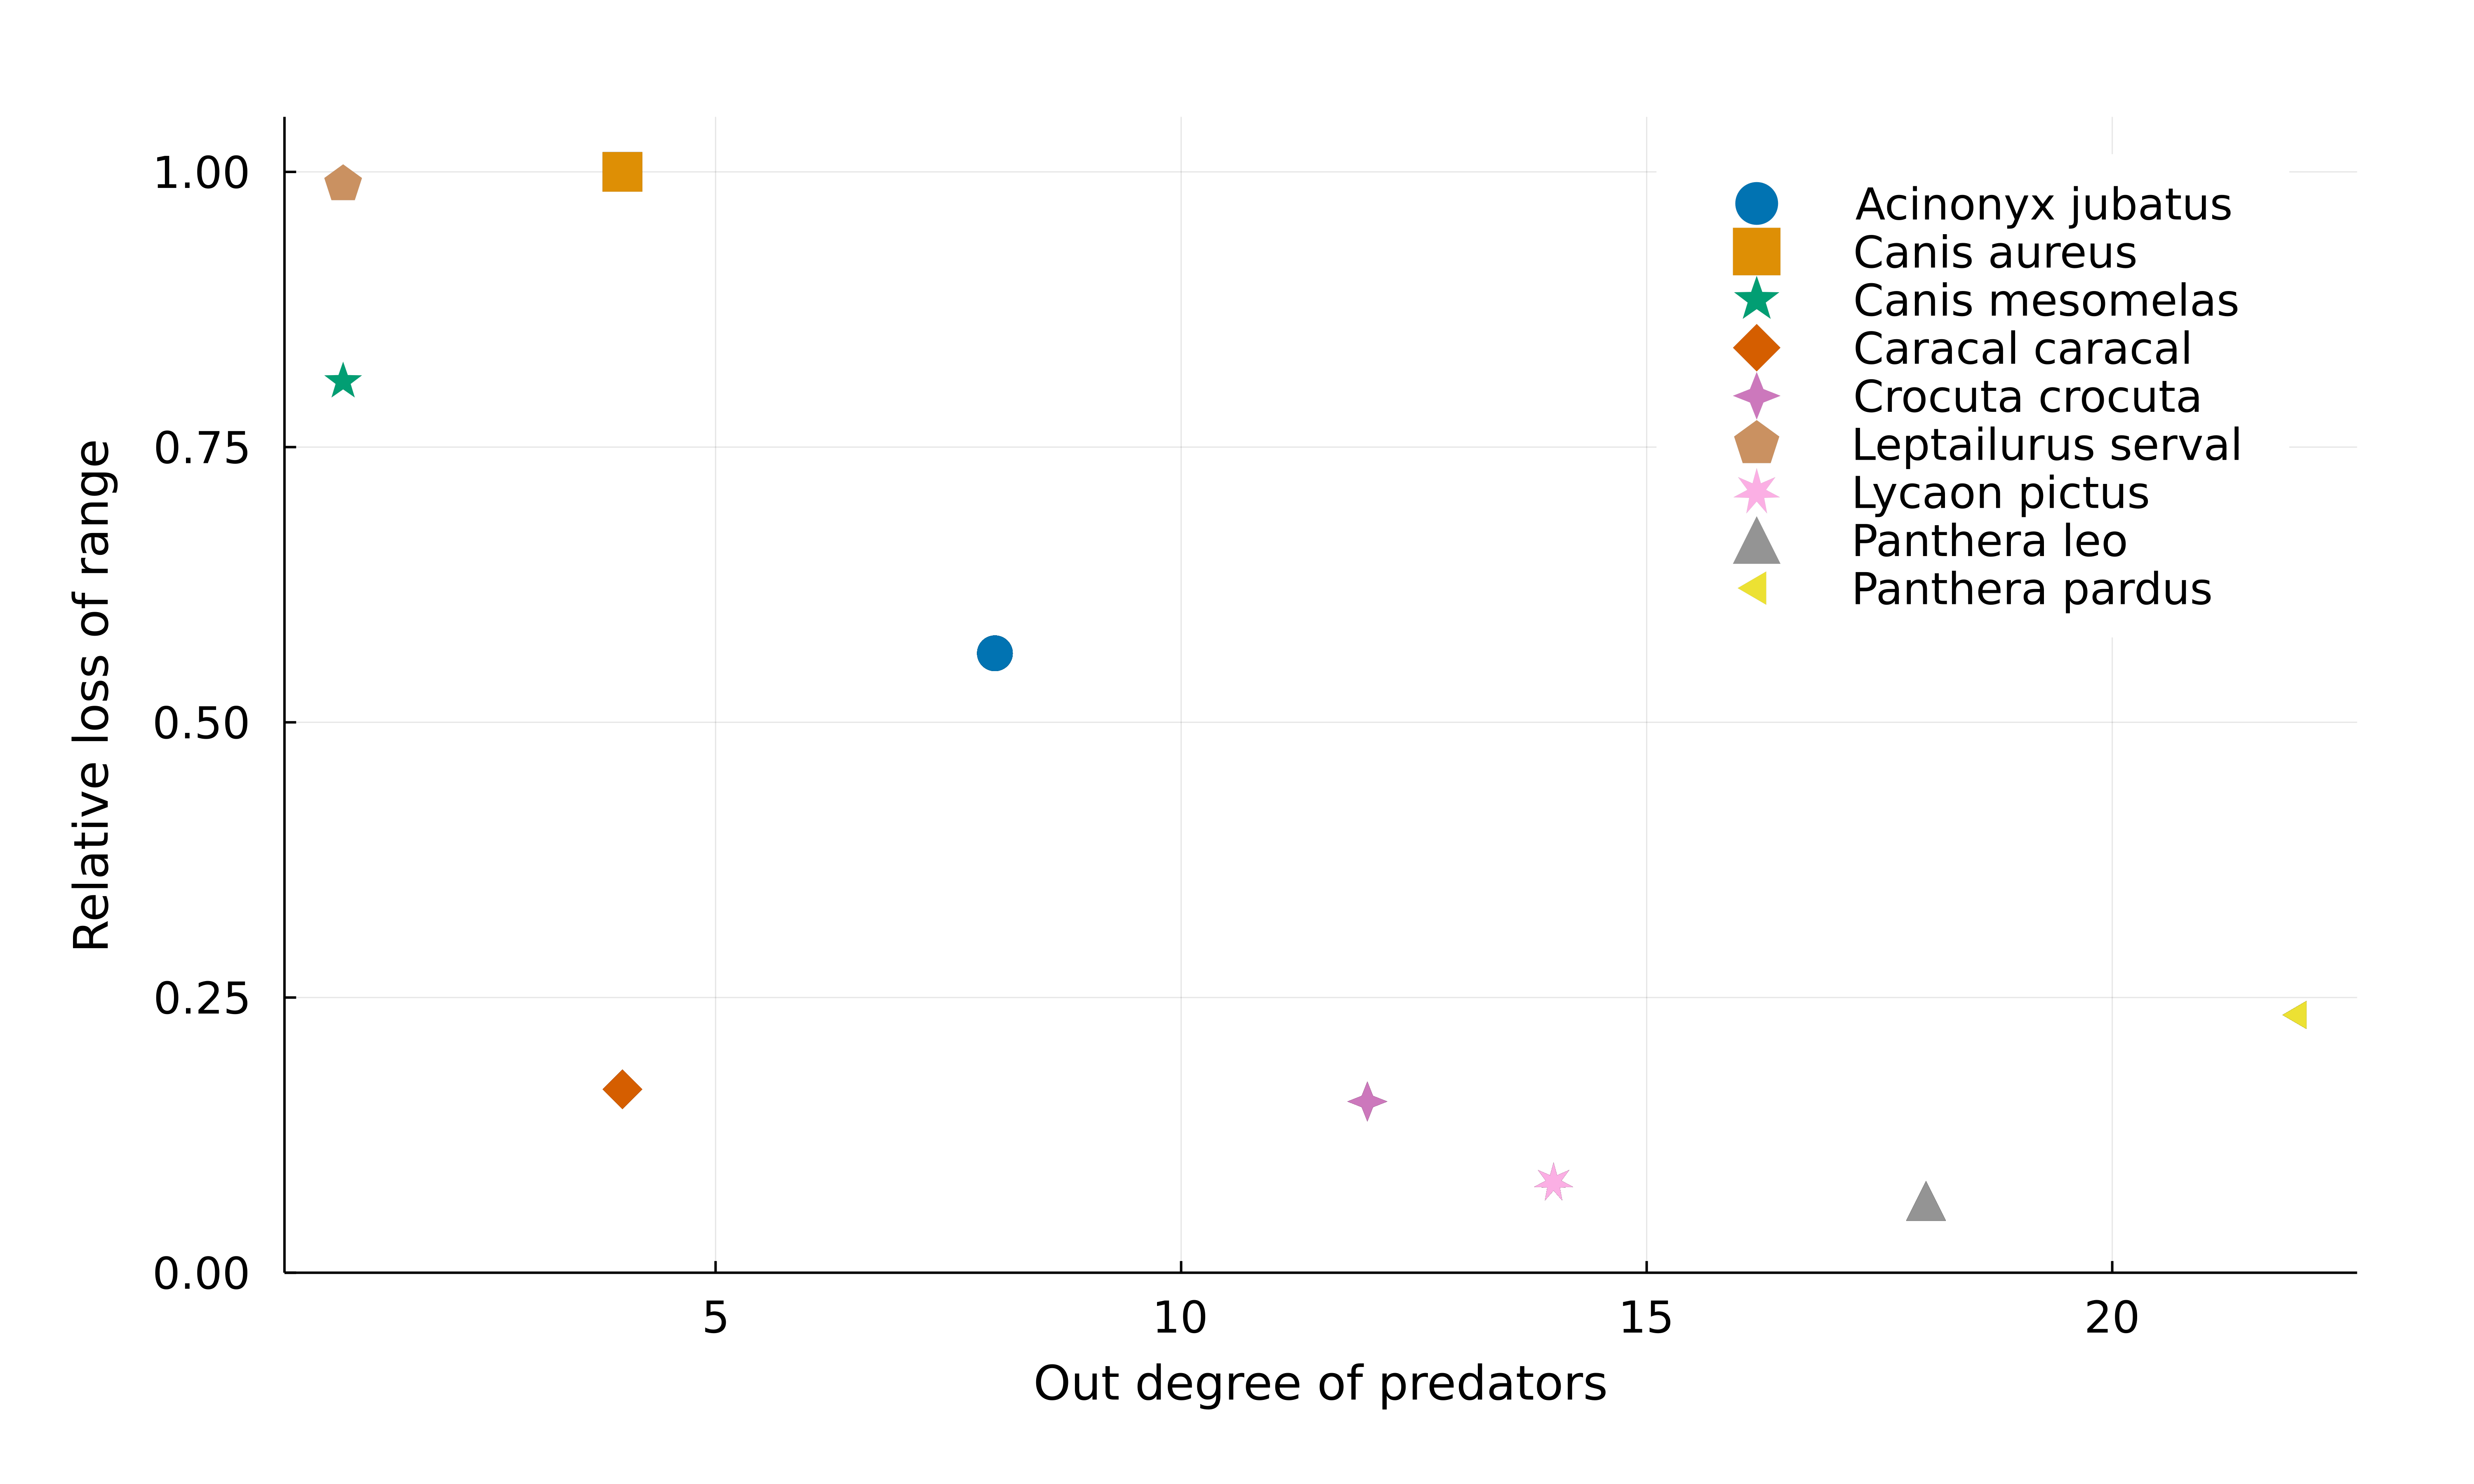 1.00
0.75
0.50
0.25
0.00
Relative loss of range
Acinonyx jubatus
Canis aureus
Canis mesomelas
Caracal caracal
Crocuta crocuta
Leptailurus serval
Lycaon pictus
Panthera leo
Panthera pardus
5 10 15 20
Out degree of predators